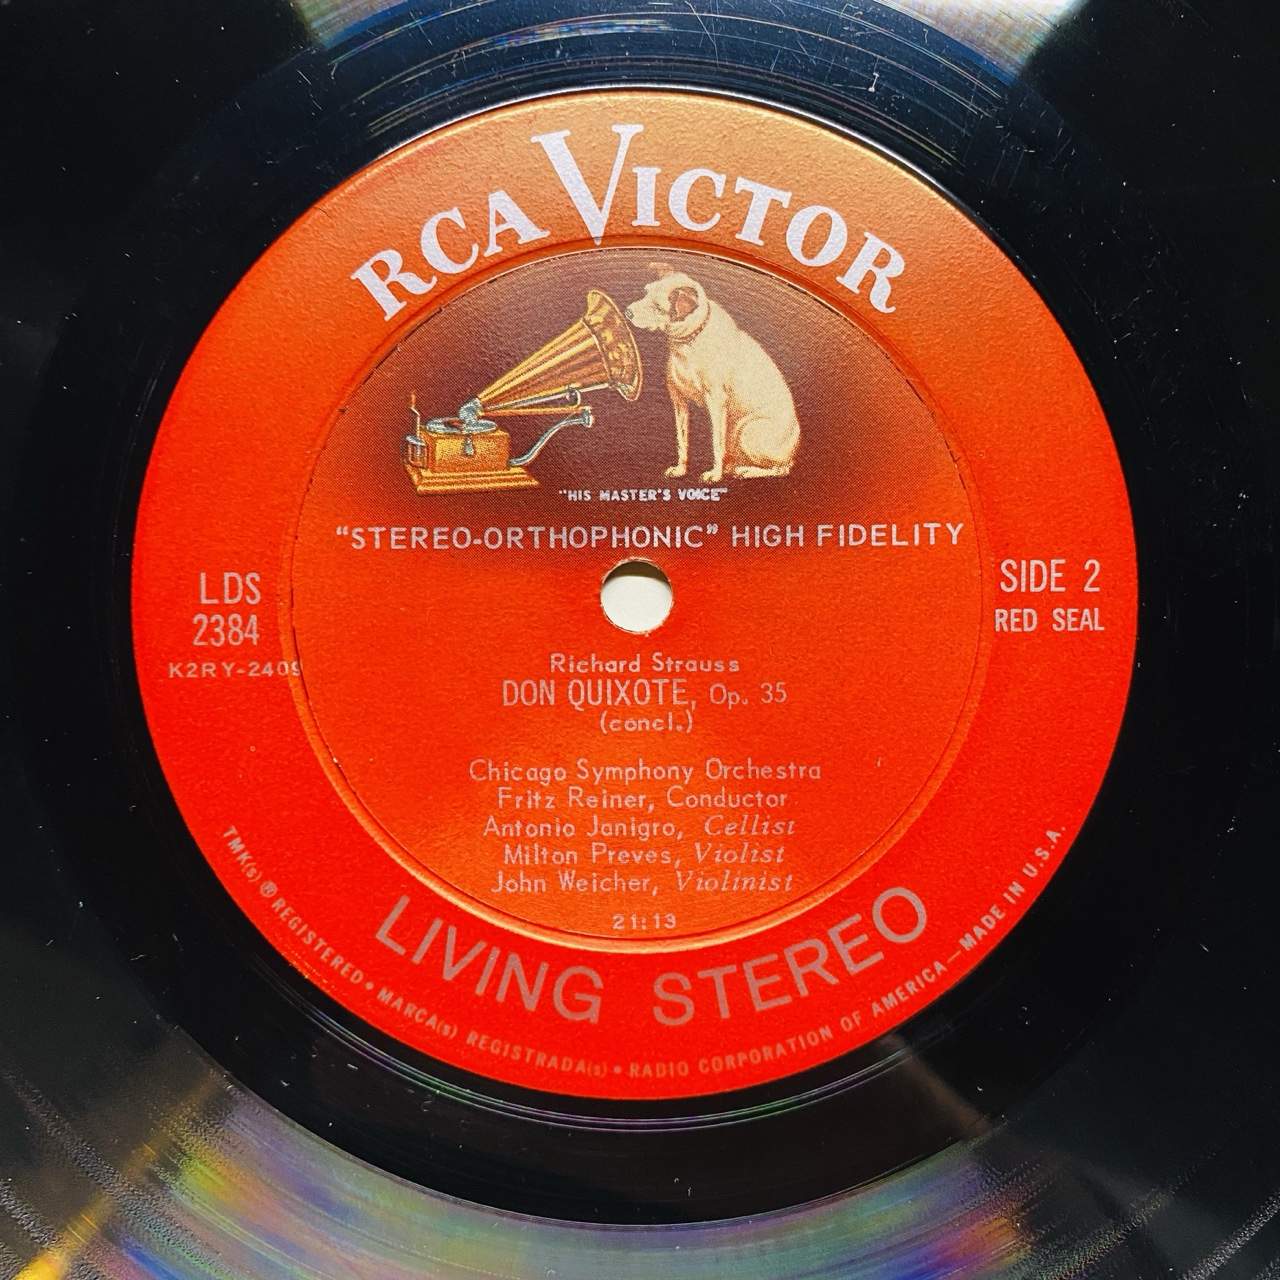 RCA VICTOR
"HIS MASTER'S VOICE"
"STEREO-ORTHOPHONIC" HIGH FIDELITY
LDS
2384
K2RY-2409
SIDE 2
RED SEAL
Richard Strauss
DON QUIXOTE, Op. 35
(concl.)
Chicago Symphony Orchestra
Fritz Reiner, Conductor
Antonio Janigro, Cellist
Milton Preves, Violist
John Weicher, Violinist
21:13
LIVING STEREO
TMK(s) ® REGISTERED • MARCA(s) REGISTRADA(s) • RADIO CORPORATION OF AMERICA—MADE IN U.S.A.